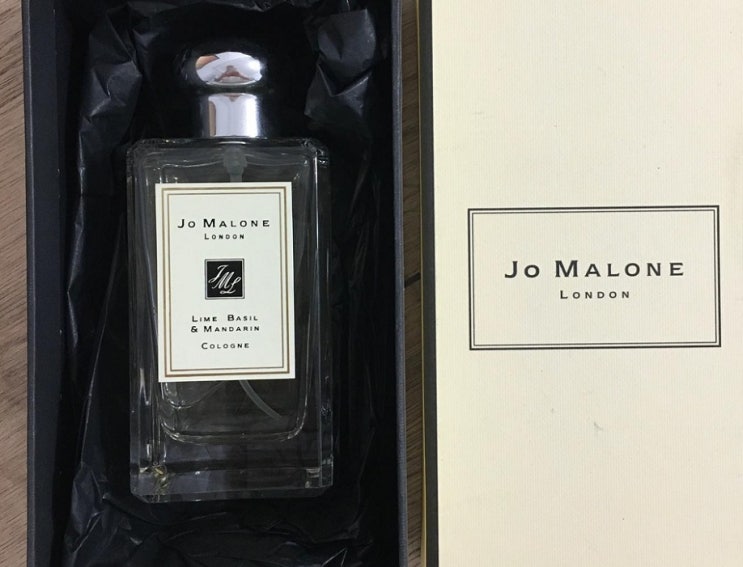 Jo Malone
London
JML
Lime Basil
& Mandarin
Cologne
Jo Malone
London